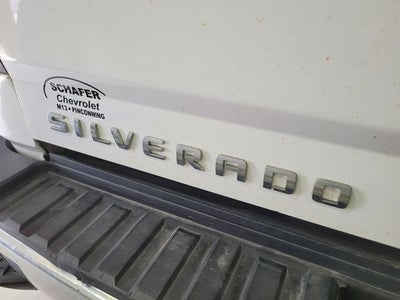 SCHAFER
Chevrolet
M13 • PINCONNING
SILVERADO